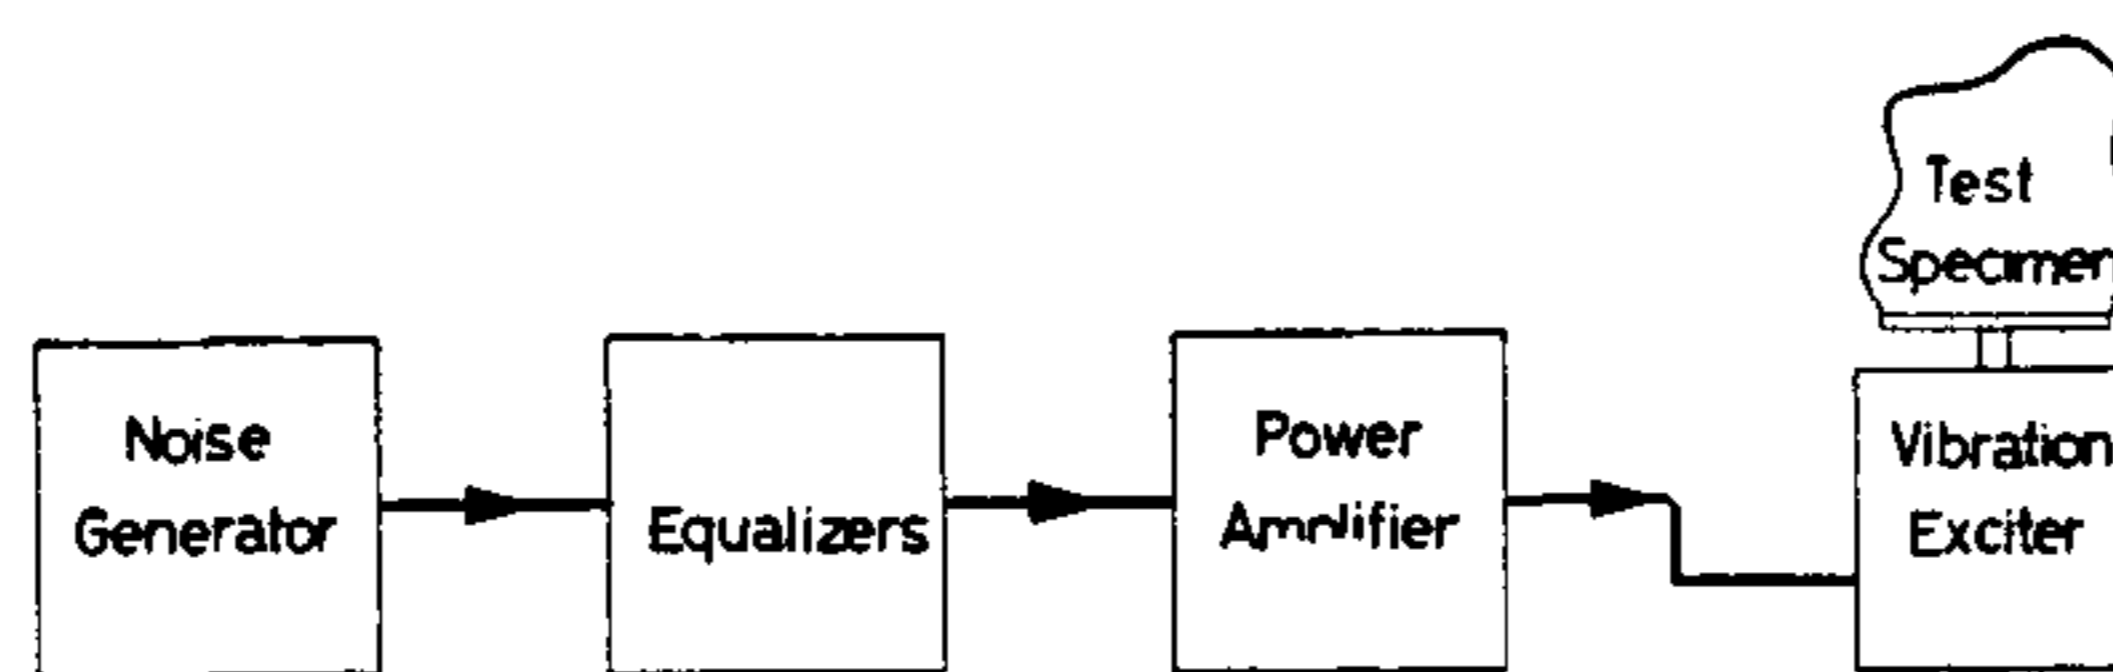 Noise
Generator
Equalizers
Power
Amplifier
Test
Specimen
Vibration
Exciter